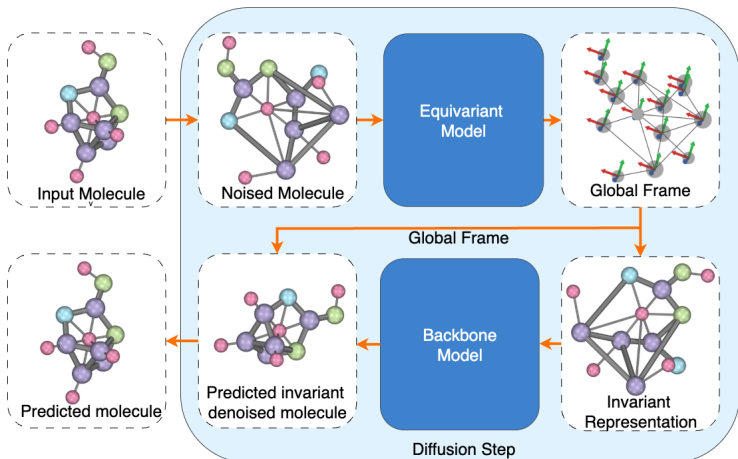 Input Molecule
Noised Molecule
Equivariant
Model
Global Frame
Global Frame
Predicted molecule
Predicted invariant
denoised molecule
Backbone
Model
Invariant
Representation
Diffusion Step